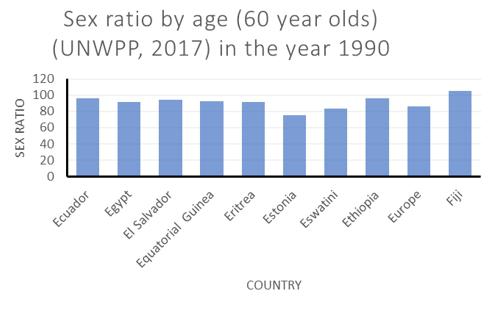 Sex ratio by age (60 year olds)
(UNWPP, 2017) in the year 1990
120
100
80
60
40
20
0
SEX RATIO
Ecuador
Egypt
El Salvador
Equatorial Guinea
Eritrea
Estonia
Eswatini
Ethiopia
Europe
Fiji
COUNTRY